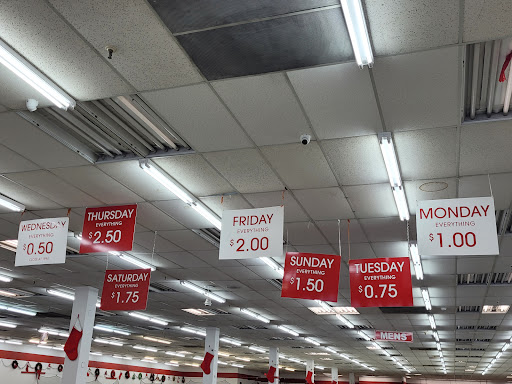 WEDNESDAY
EVERYTHING
$0.50
THURSDAY
EVERYTHING
$2.50
SATURDAY
EVERYTHING
$1.75
FRIDAY
EVERYTHING
$2.00
SUNDAY
EVERYTHING
$1.50
TUESDAY
EVERYTHING
$0.75
MONDAY
EVERYTHING
$1.00
MENS